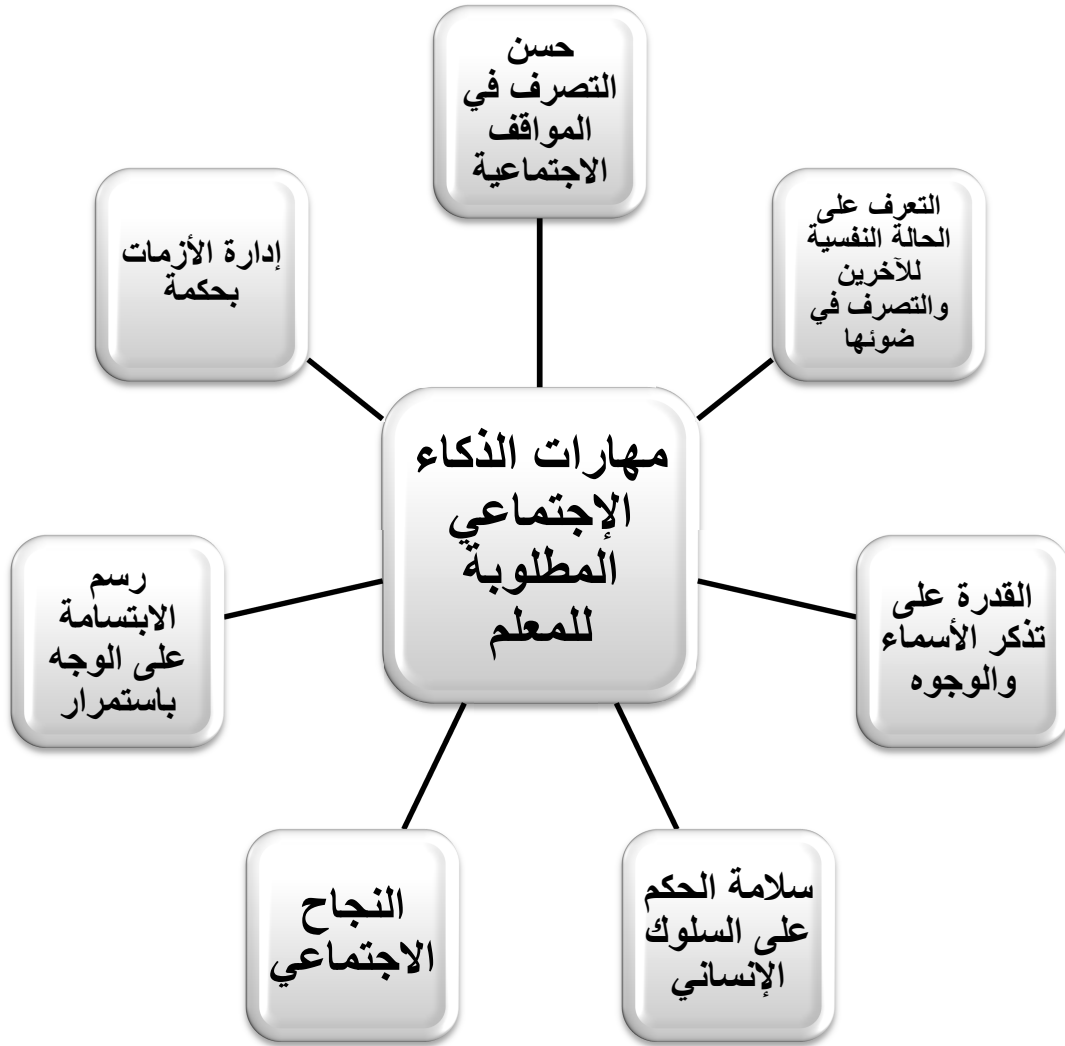 حسن
التصرف في
المواقف
الاجتماعية
التعرف على
الحالة النفسية
للآخرين
والتصرف في
ضوئها
إدارة الأزمات
بحكمة
مهارات الذكاء
الإجتماعي
المطلوبة
للمعلم
القدرة على
تذكر الأسماء
والوجوه
رسم
الابتسامة
على الوجه
باستمرار
سلامة الحكم
على السلوك
الإنساني
النجاح
الاجتماعي